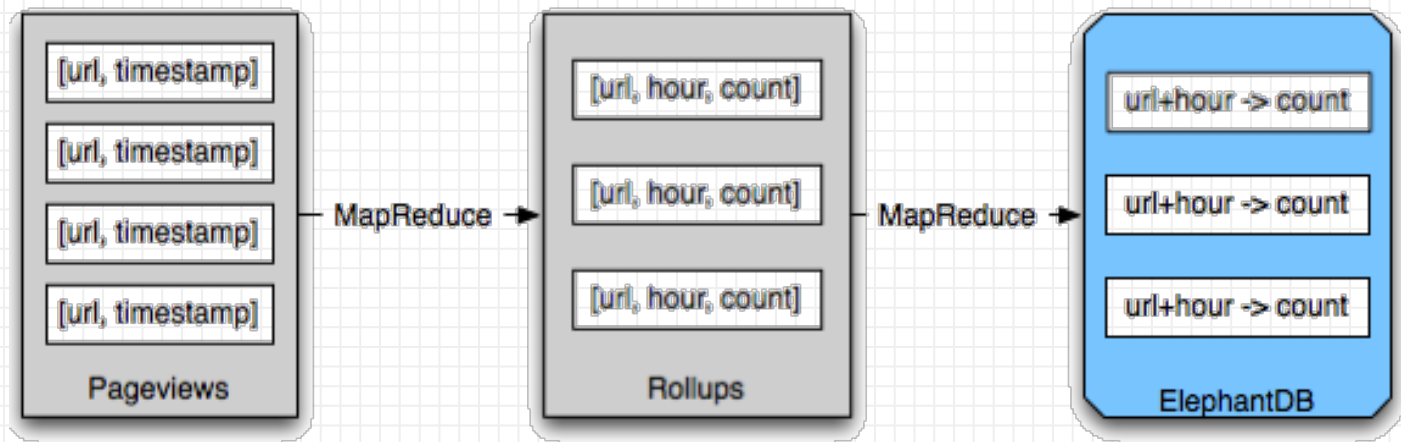 [url, timestamp]
[url, timestamp]
[url, timestamp]
[url, timestamp]
Pageviews
MapReduce
[url, hour, count]
[url, hour, count]
[url, hour, count]
Rollups
MapReduce
url+hour -> count
url+hour -> count
url+hour -> count
ElephantDB